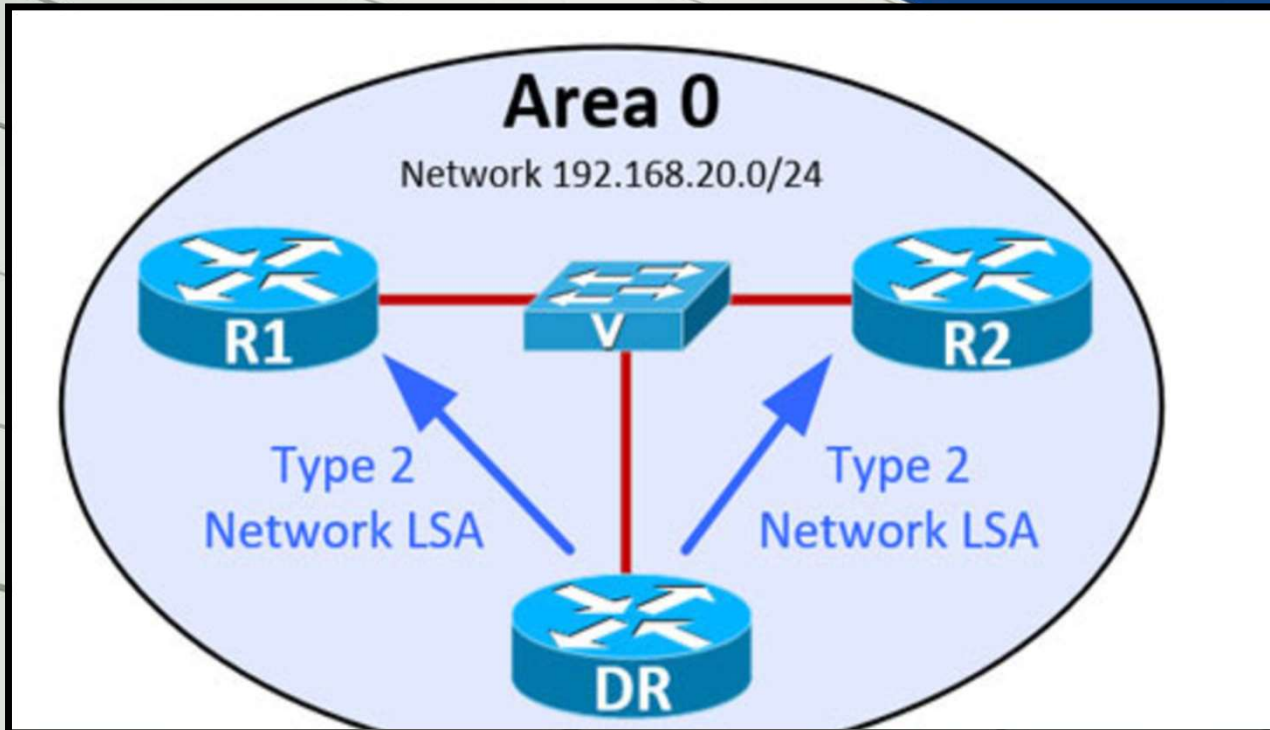 Area 0
Network 192.168.20.0/24
R1
V
R2
Type 2
Network LSA
Type 2
Network LSA
DR